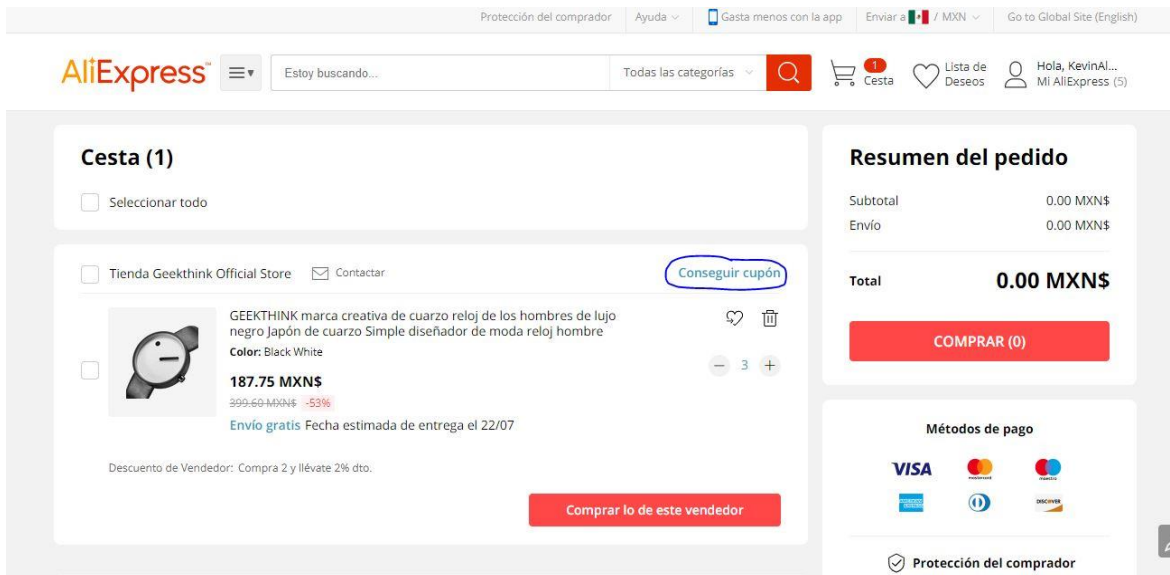 Protección del comprador Ayuda Gasta menos con la app Enviar a / MXN Go to Global Site (English)
AliExpress™ Estoy buscando... Todas las categorías 1 Cesta Lista de Deseos Hola, KevinAl... Mi AliExpress (5)
Cesta (1)
Seleccionar todo
Tienda Geekthink Official Store Contactar Conseguir cupón
GEEKTHINK marca creativa de cuarzo reloj de los hombres de lujo
negro Japón de cuarzo Simple diseñador de moda reloj hombre
Color: Black White
187.75 MXN$
399.60 MXN$ -53%
Envío gratis Fecha estimada de entrega el 22/07
- 3 +
Descuento de Vendedor: Compra 2 y llévate 2% dto.
Comprar lo de este vendedor
Resumen del pedido
Subtotal 0.00 MXN$
Envío 0.00 MXN$
Total 0.00 MXN$
COMPRAR (0)
Métodos de pago
VISA mastercard maestro
DISCOVER
Protección del comprador